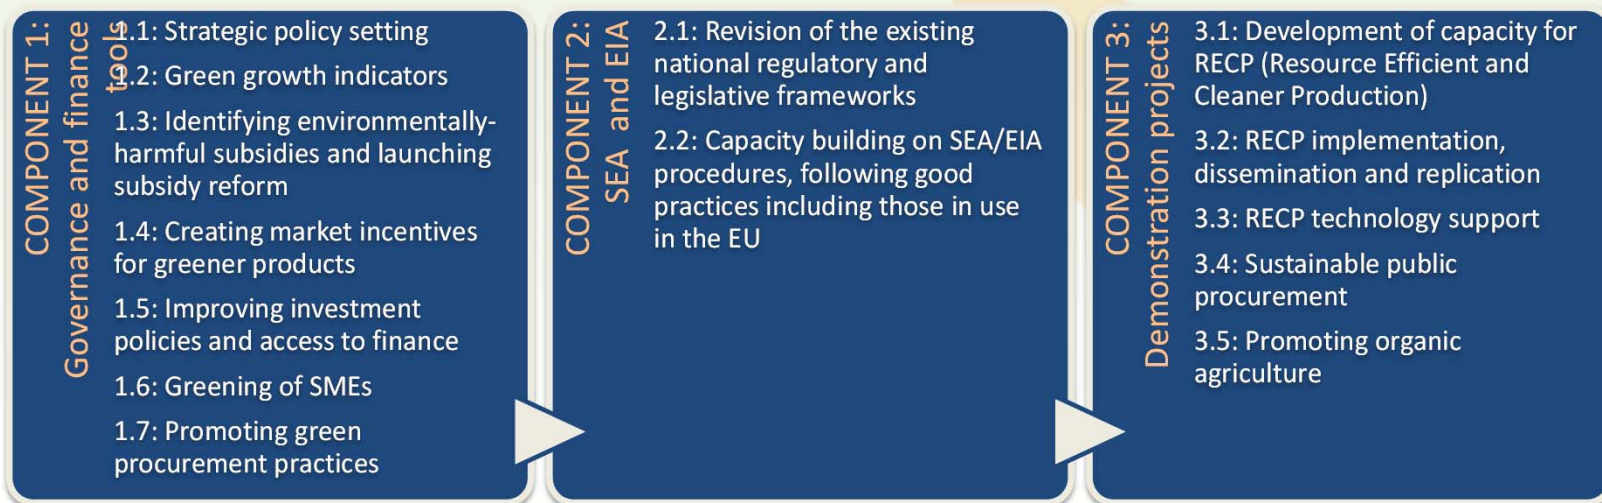 COMPONENT 1:
Governance and finance
tools
1.1: Strategic policy setting
1.2: Green growth indicators
1.3: Identifying environmentally-
harmful subsidies and launching
subsidy reform
1.4: Creating market incentives
for greener products
1.5: Improving investment
policies and access to finance
1.6: Greening of SMEs
1.7: Promoting green
procurement practices
COMPONENT 2:
SEA and EIA
2.1: Revision of the existing
national regulatory and
legislative frameworks
2.2: Capacity building on SEA/EIA
procedures, following good
practices including those in use
in the EU
COMPONENT 3:
Demonstration projects
3.1: Development of capacity for
RECP (Resource Efficient and
Cleaner Production)
3.2: RECP implementation,
dissemination and replication
3.3: RECP technology support
3.4: Sustainable public
procurement
3.5: Promoting organic
agriculture